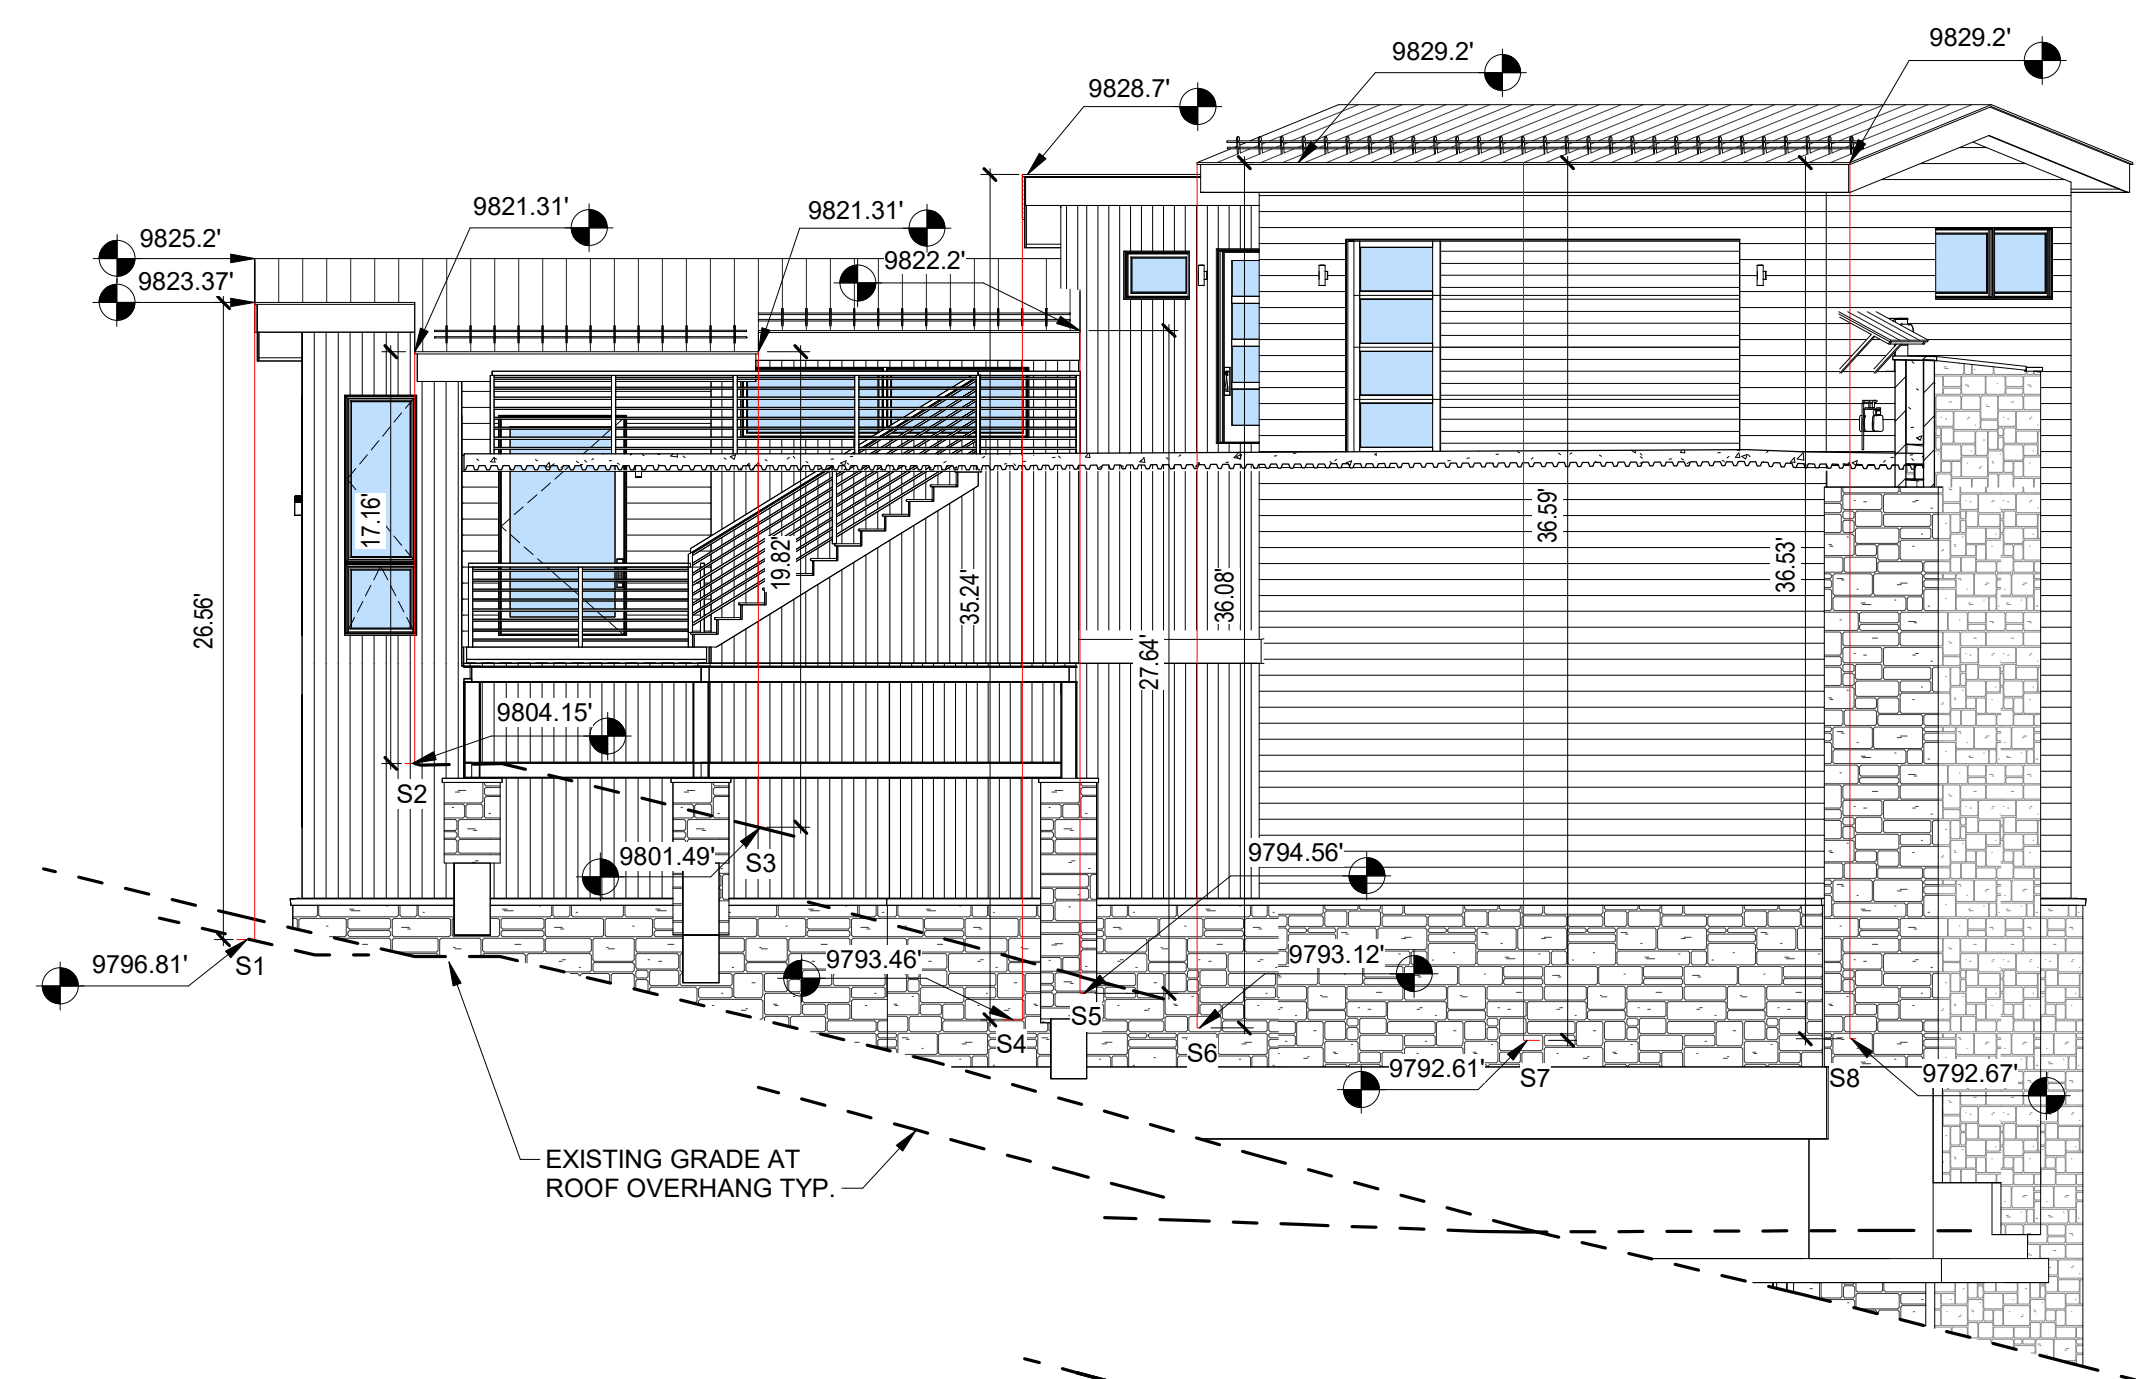 9829.2'
9829.2'
9828.7'
9821.31'
9821.31'
9825.2'
9822.2'
9823.37'
17.16'
36.59'
19.82'
35.24'
36.08'
36.53'
26.56'
27.64'
9804.15'
S2
9801.49'
S3
9794.56'
9796.81'
S1
9793.46'
9793.12'
S5
S4
S6
9792.61'
S7
S8
9792.67'
EXISTING GRADE AT
ROOF OVERHANG TYP.